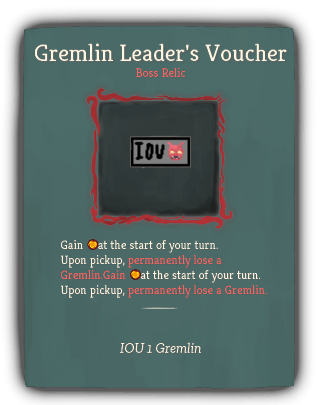 Gremlin Leader's Voucher
Boss Relic
IOU
Gain at the start of your turn.
Upon pickup, permanently lose a
Gremlin.Gain at the start of your turn.
Upon pickup, permanently lose a Gremlin.
IOU 1 Gremlin